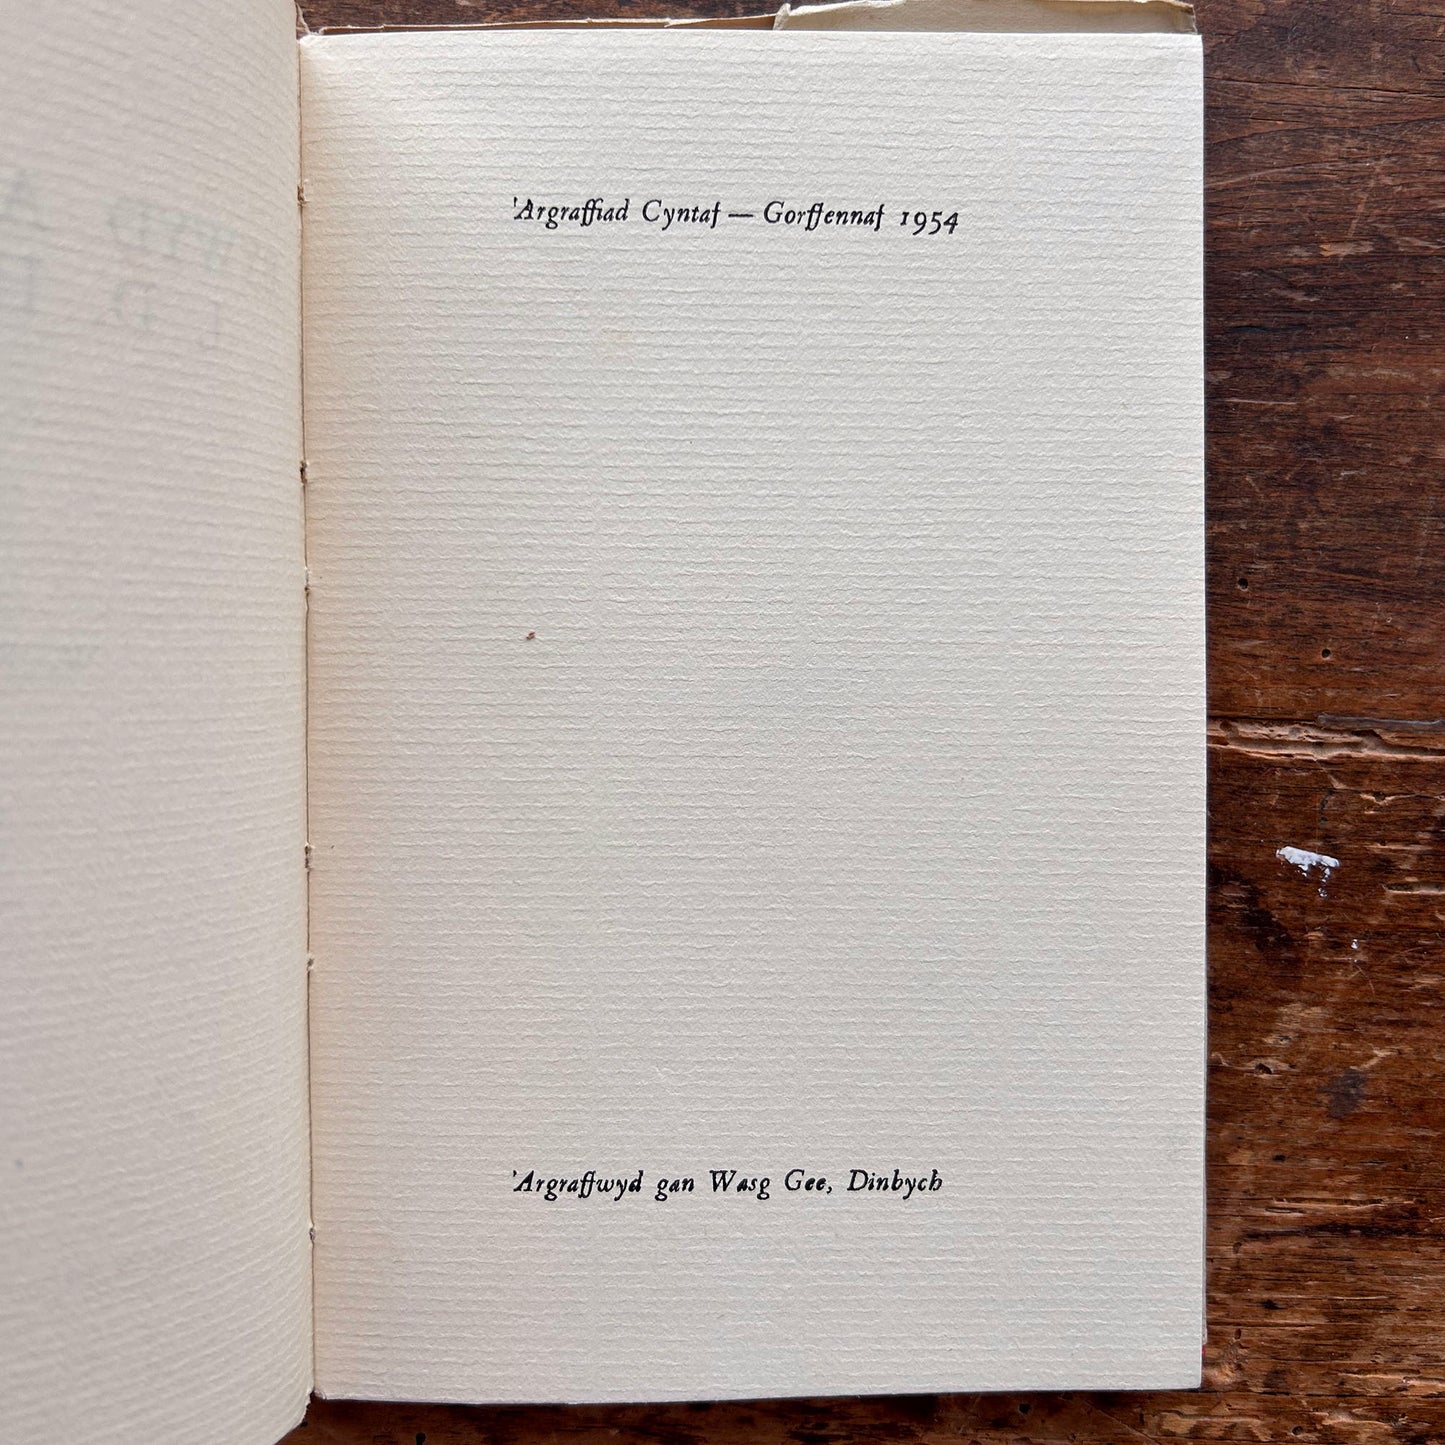 'Argraffiad Cyntaf — Gorffennaf 1954
'Argraffwyd gan Wasg Gee, Dinbych